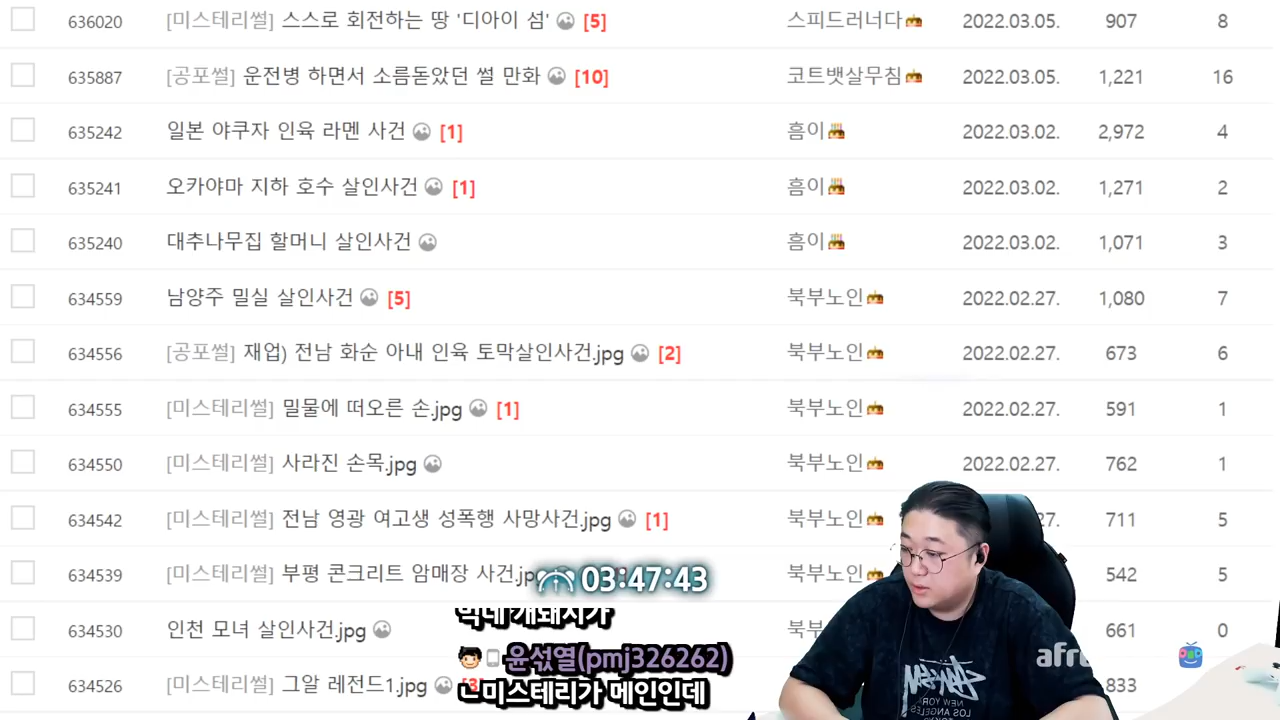 636020 [미스테리썰] 스스로 회전하는 땅 '디아이 섬' [5] 스피드러너다 2022.03.05. 907 8
635887 [공포썰] 운전병 하면서 소름돋았던 썰 만화 [10] 코트뱃살무침 2022.03.05. 1,221 16
635242 일본 야쿠자 인육 라멘 사건 [1] 흠이 2022.03.02. 2,972 4
635241 오카야마 지하 호수 살인사건 [1] 흠이 2022.03.02. 1,271 2
635240 대추나무집 할머니 살인사건 흠이 2022.03.02. 1,071 3
634559 남양주 밀실 살인사건 [5] 북부노인 2022.02.27. 1,080 7
634556 [공포썰] 재업) 전남 화순 아내 인육 토막살인사건.jpg [2] 북부노인 2022.02.27. 673 6
634555 [미스테리썰] 밀물에 떠오른 손.jpg [1] 북부노인 2022.02.27. 591 1
634550 [미스테리썰] 사라진 손목.jpg 북부노인 2022.02.27. 762 1
634542 [미스테리썰] 전남 영광 여고생 성폭행 사망사건.jpg [1] 북부노인 27. 711 5
634539 [미스테리썰] 부평 콘크리트 암매장 사건.jp 북부노인 542 5
03:47:43
634530 인천 모녀 살인사건.jpg 북부 661 0
윤섞열(pmj326262)
634526 [미스테리썰] 그알 레전드1.jpg 833
ㄴ미스테리가 메인인데
afre
NEW YORK
LOS ANGELES